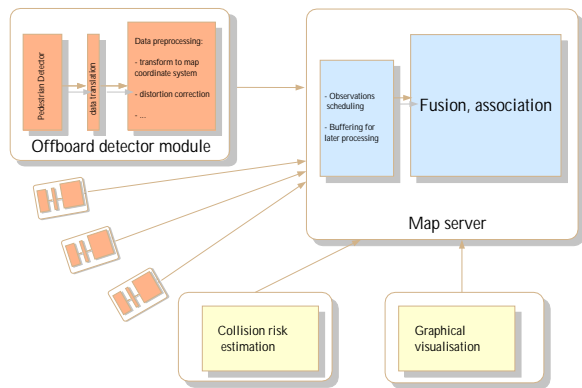 Pedestrian Detector
data translation
Data preprocessing:
- transform to map
coordinate system
- distortion correction
- ...
Offboard detector module
- Observations
scheduling
- Buffering for
later processing
Fusion, association
Map server
Collision risk
estimation
Graphical
visualisation